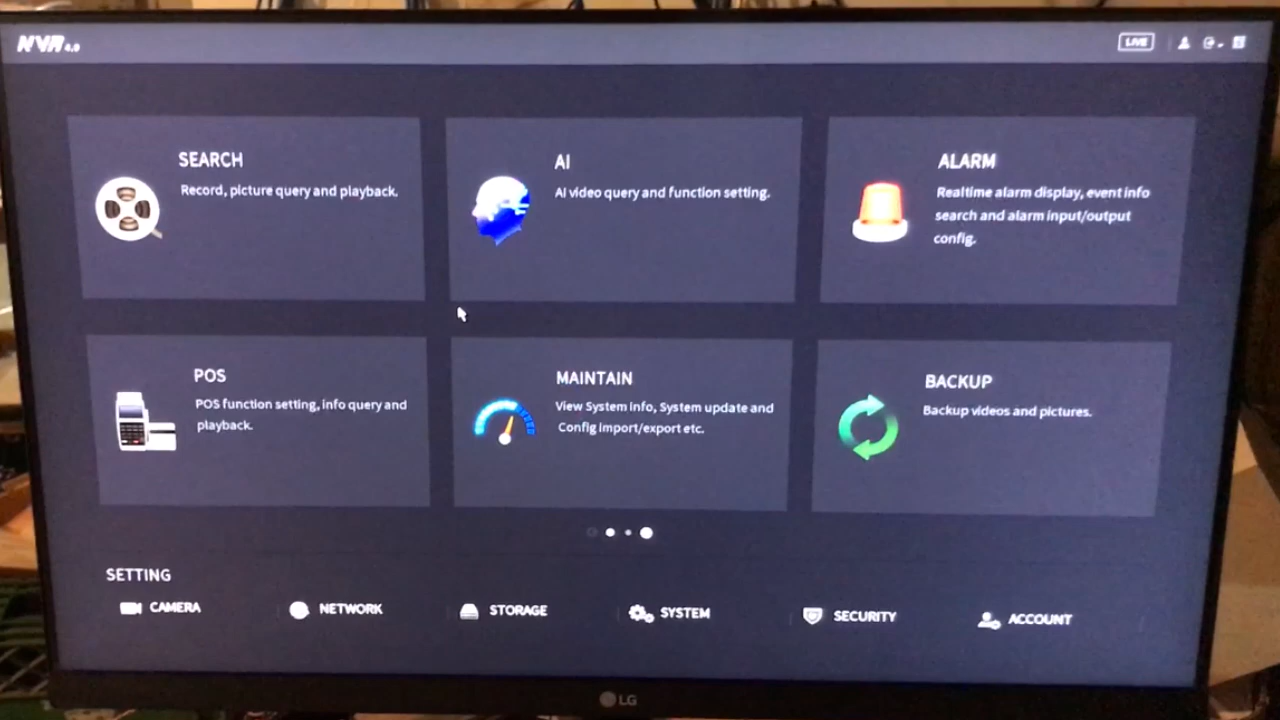 NVR 4.0
LIVE
SEARCH
Record, picture query and playback.
AI
AI video query and function setting.
ALARM
Realtime alarm display, event info
search and alarm input/output
config.
POS
POS function setting, info query and
playback.
MAINTAIN
View System info, System update and
Config import/export etc.
BACKUP
Backup videos and pictures.
SETTING
CAMERA
NETWORK
STORAGE
SYSTEM
SECURITY
ACCOUNT
LG